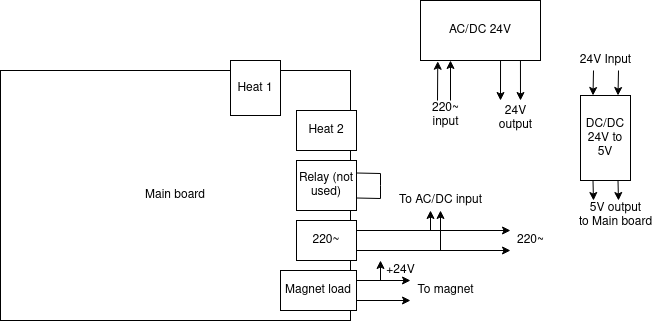 AC/DC 24V
220~
input
24V
output
24V Input
DC/DC
24V to
5V
5V output
to Main board
Heat 1
Heat 2
Main board
Relay (not
used)
To AC/DC input
220~
220~
+24V
Magnet load
To magnet